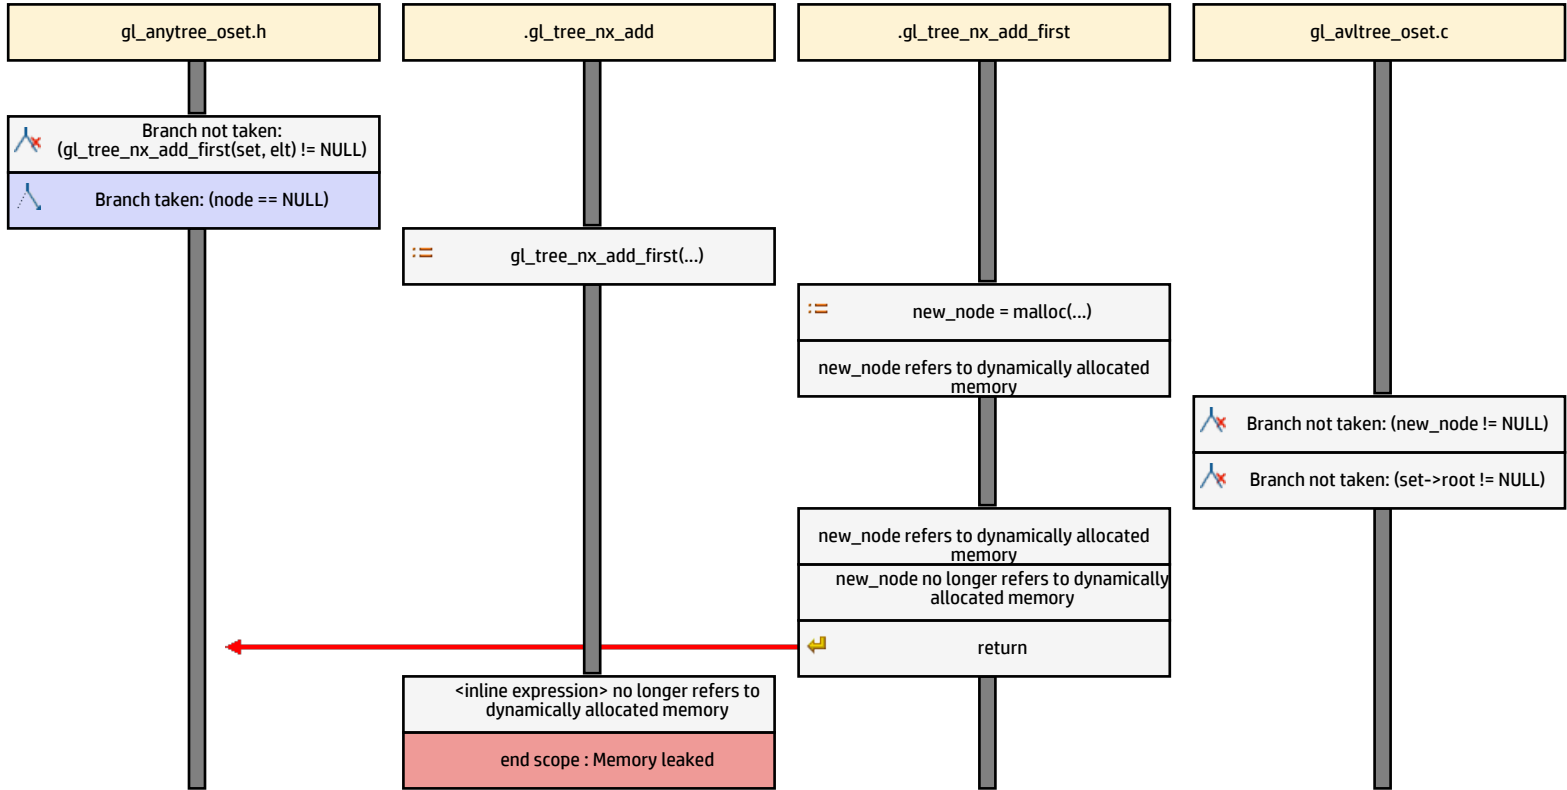 gl_anytree_oset.h
.gl_tree_nx_add
.gl_tree_nx_add_first
gl_avltree_oset.c
Branch not taken:
(gl_tree_nx_add_first(set, elt) != NULL)
Branch taken: (node == NULL)
:= gl_tree_nx_add_first(...)
:= new_node = malloc(...)
new_node refers to dynamically allocated
memory
Branch not taken: (new_node != NULL)
Branch not taken: (set->root != NULL)
new_node refers to dynamically allocated
memory
new_node no longer refers to dynamically
allocated memory
return
<inline expression> no longer refers to
dynamically allocated memory
end scope : Memory leaked